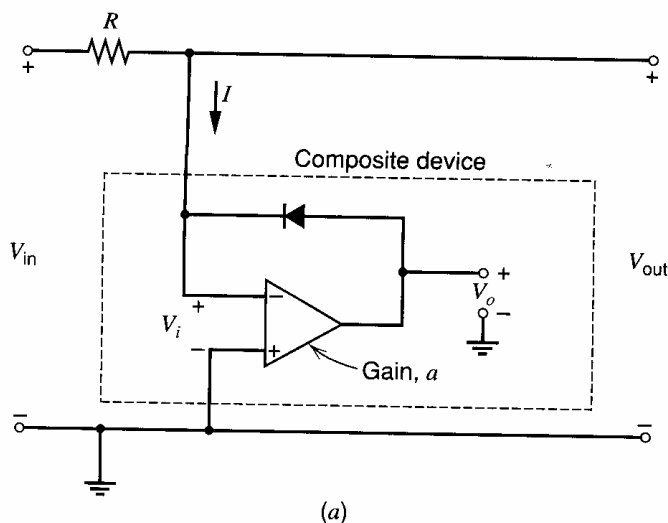 R
+
+
I
Composite device
V_in
V_out
−
+
V_i
−
+
+
V_o
−
Gain, a
−
−
(a)